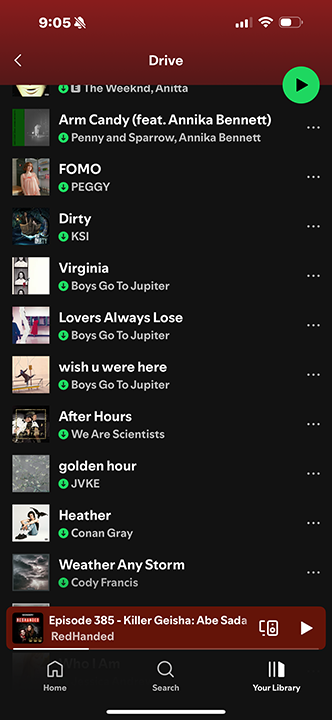 9:05
Drive
E The Weeknd, Anitta
Arm Candy (feat. Annika Bennett)
Penny and Sparrow, Annika Bennett
FOMO
PEGGY
Dirty
KSI
Virginia
Boys Go To Jupiter
Lovers Always Lose
Boys Go To Jupiter
wish u were here
Boys Go To Jupiter
After Hours
We Are Scientists
golden hour
JVKE
Heather
Conan Gray
Weather Any Storm
Cody Francis
REDHANDED
Episode 385 - Killer Geisha: Abe Sada
RedHanded
Who I Am
Home
Search
Your Library